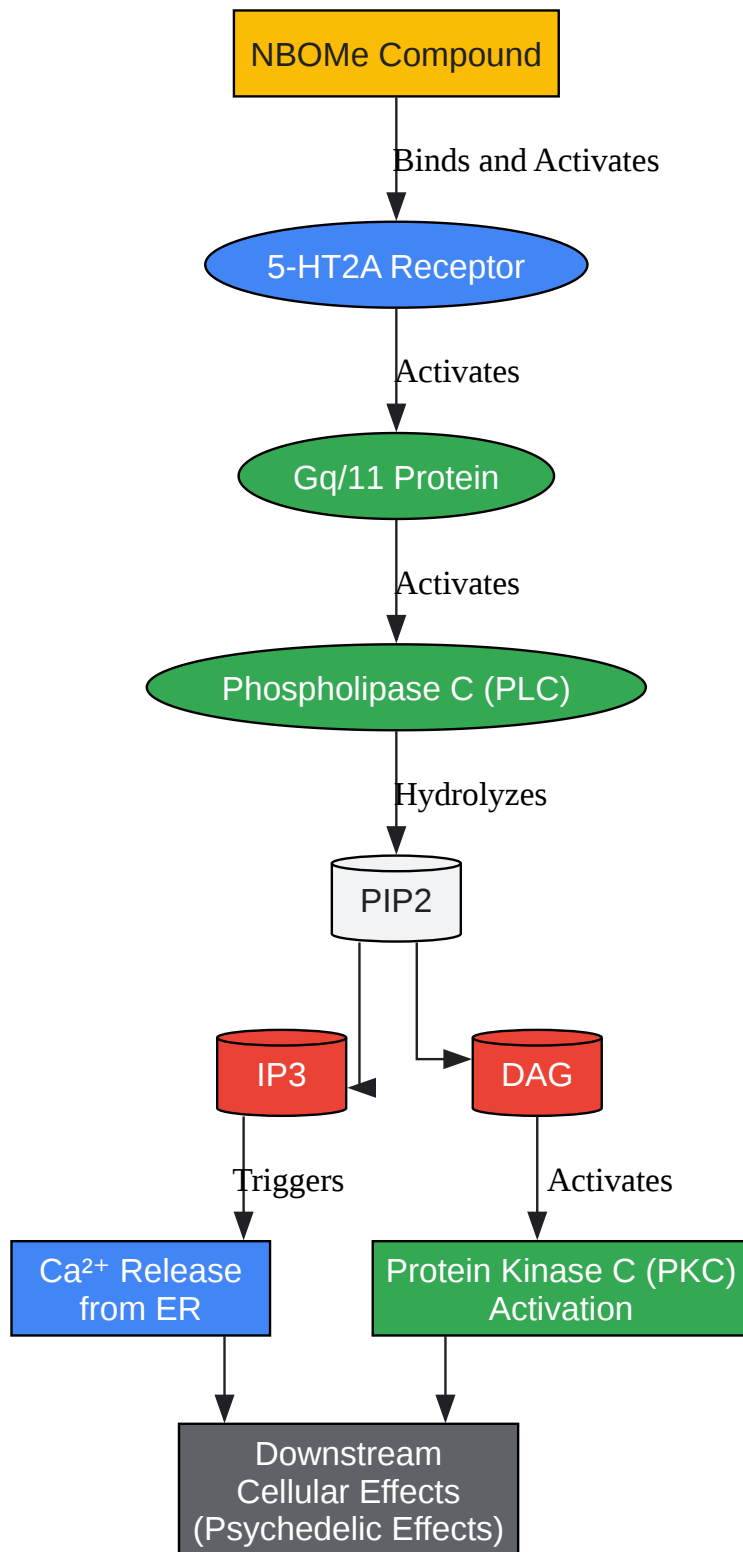 NBOMe Compound
Binds and Activates
5-HT2A Receptor
Activates
Gq/11 Protein
Activates
Phospholipase C (PLC)
Hydrolyzes
PIP2
IP3
DAG
Triggers
Activates
Ca²⁺ Release
from ER
Protein Kinase C (PKC)
Activation
Downstream
Cellular Effects
(Psychedelic Effects)